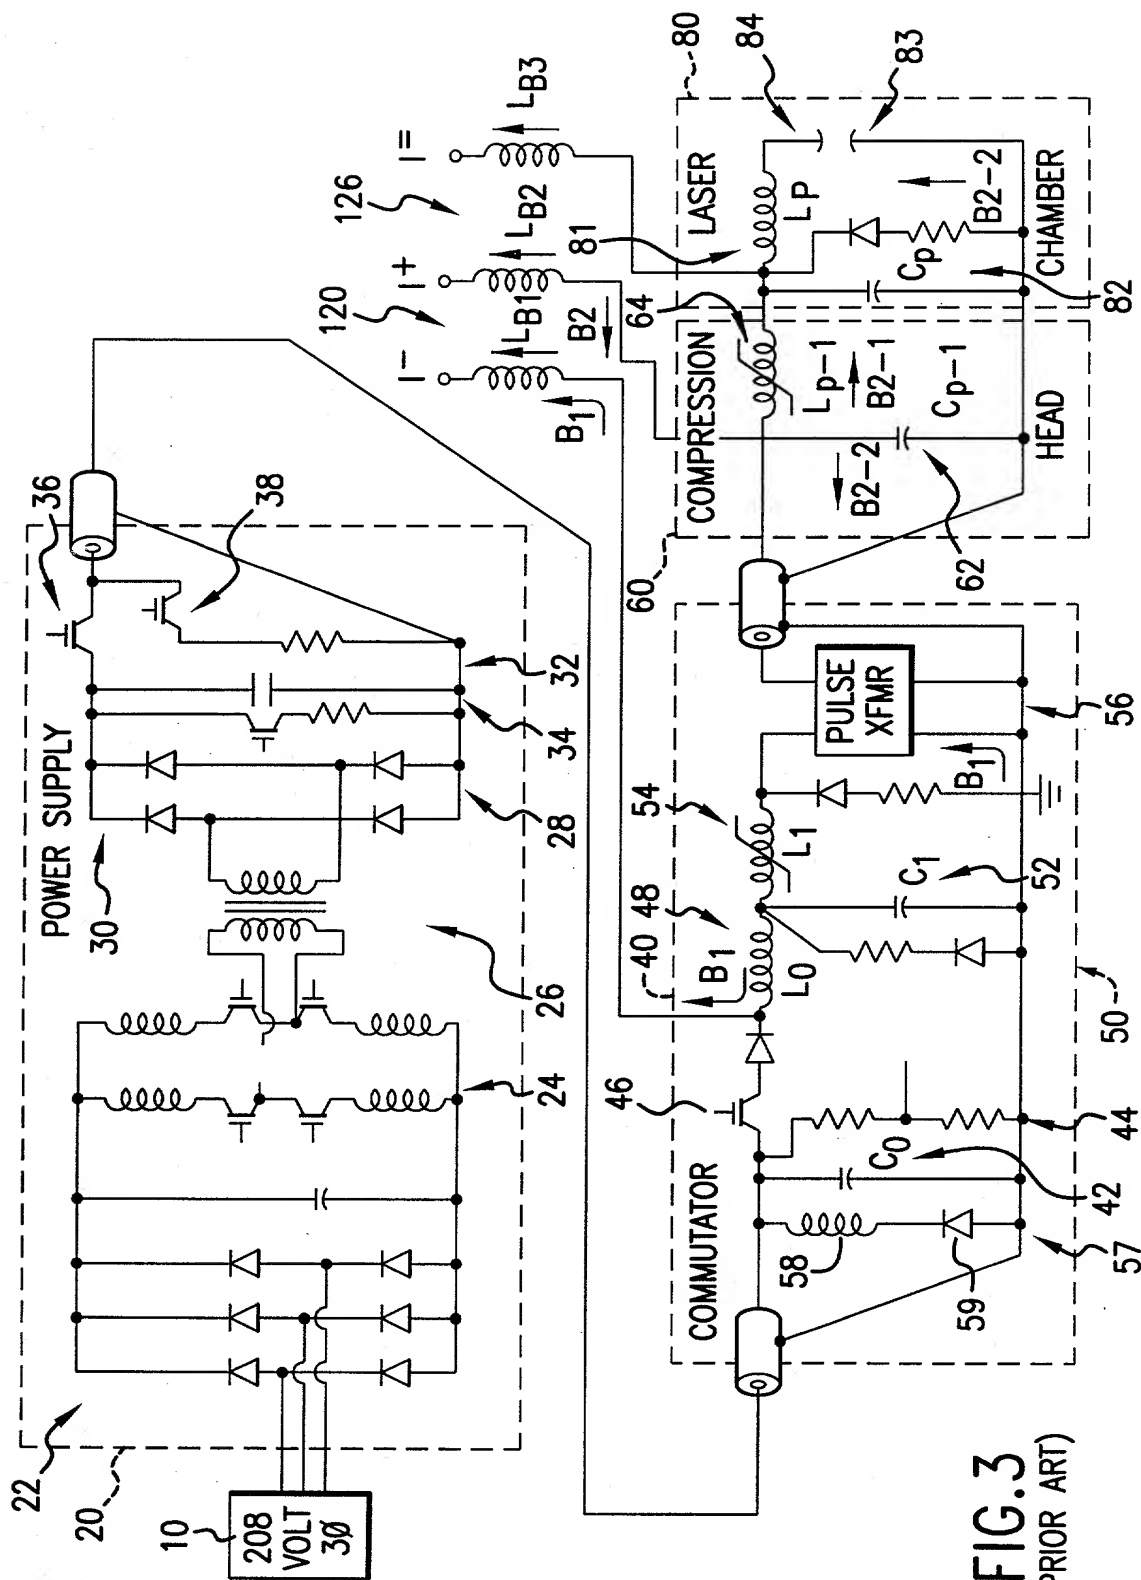 10
208
VOLT
3Ø
20
22
POWER SUPPLY
30
24
26
28
34
32
36
38
I-
I+
I=
120
126
B1
LB1
B2
LB2
LB3
COMMUTATOR
46
40
B1
48
54
L0
L1
58
59
C0
C1
52
42
57
44
50
PULSE
XFMR
B1
56
60
COMPRESSION
HEAD
64
Lp-1
B2-1
Cp-1
B2-2
62
81
LASER
CHAMBER
80
84
83
LP
Cp
B2-2
82
FIG.3
PRIOR ART)